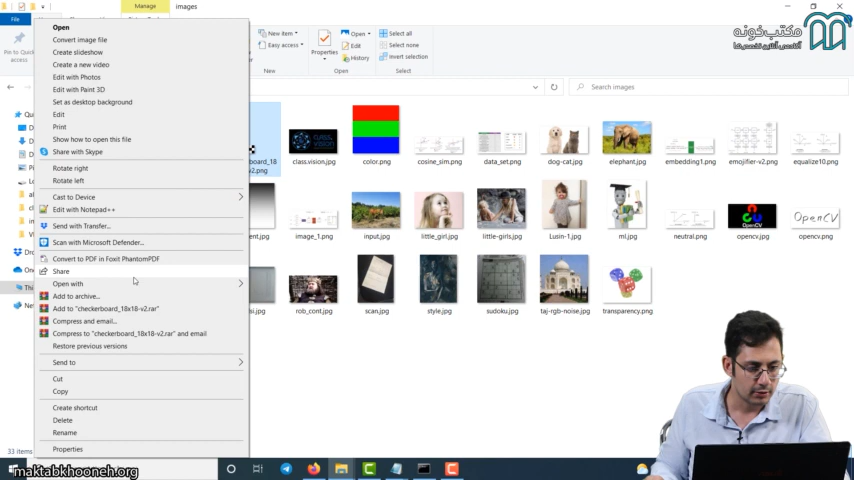 Manage
images
File
Open
Convert image file
Create slideshow
Create a new video
Edit with Photos
Edit with Paint 3D
Set as desktop background
Edit
Print
Show how to open this file
Share with Skype
Rotate right
Rotate left
Cast to Device
Edit with Notepad++
Send with Transfer...
Scan with Microsoft Defender...
Convert to PDF in Foxit PhantomPDF
Share
Open with
Add to archive...
Add to "checkerboard_18x18-v2.rar"
Compress and email...
Compress to "checkerboard_18x18-v2.rar" and email
Restore previous versions
Send to
Cut
Copy
Create shortcut
Delete
Rename
Properties
Pin to Quick
access
New item
Easy access
New
Properties
Open
Edit
History
Open
Select all
Select none
Invert selection
Select
مکتب‌خونه
Search images
class.vision.jpg
color.png
cosine_sim.png
data_set.png
dog-cat.jpg
elephant.jpg
embedding1.png
emojifier-v2.png
equalize10.png
image_1.png
input.jpg
little_girl.jpg
little-girls.jpg
Lusin-1.jpg
ml.jpg
neutral.png
opencv.jpg
opencv.png
rob_cont.jpg
scan.jpg
style.jpg
sudoku.jpg
taj-rgb-noise.jpg
transparency.png
33 items
maktabkhooneh.org